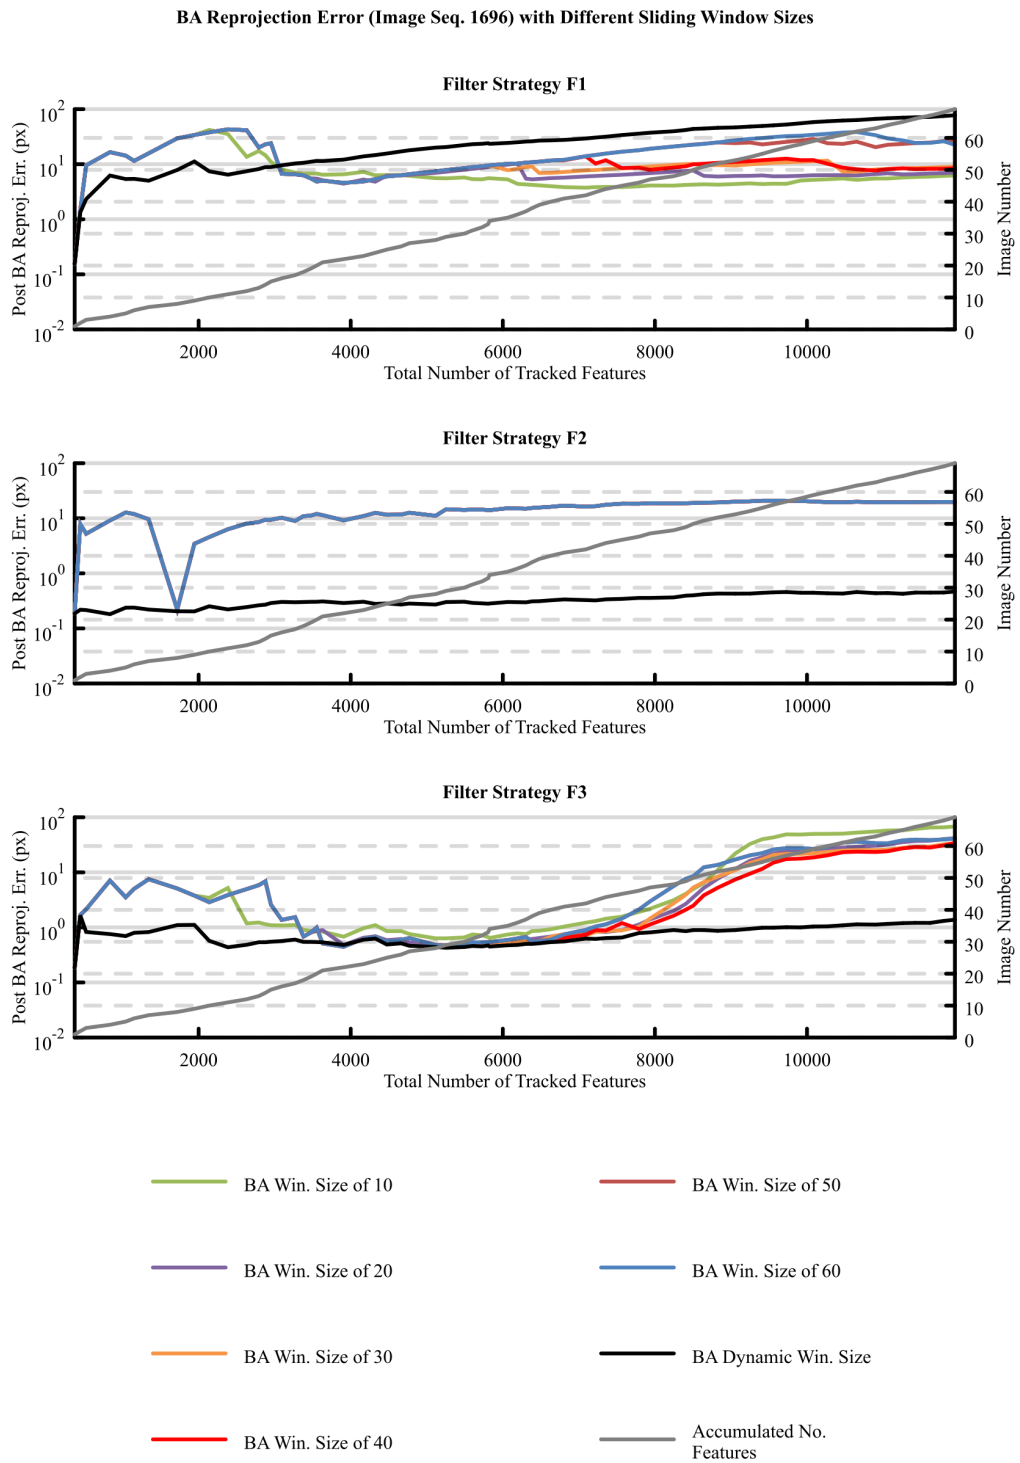 BA Reprojection Error (Image Seq. 1696) with Different Sliding Window Sizes
Filter Strategy F1
Post BA Reproj. Err. (px)
10^2
10^1
10^0
10^-1
10^-2
60
50
40
30
20
10
0
Image Number
2000 4000 6000 8000 10000
Total Number of Tracked Features
Filter Strategy F2
Post BA Reproj. Err. (px)
10^2
10^1
10^0
10^-1
10^-2
60
50
40
30
20
10
0
Image Number
2000 4000 6000 8000 10000
Total Number of Tracked Features
Filter Strategy F3
Post BA Reproj. Err. (px)
10^2
10^1
10^0
10^-1
10^-2
60
50
40
30
20
10
0
Image Number
2000 4000 6000 8000 10000
Total Number of Tracked Features
BA Win. Size of 10
BA Win. Size of 50
BA Win. Size of 20
BA Win. Size of 60
BA Win. Size of 30
BA Dynamic Win. Size
BA Win. Size of 40
Accumulated No.
Features